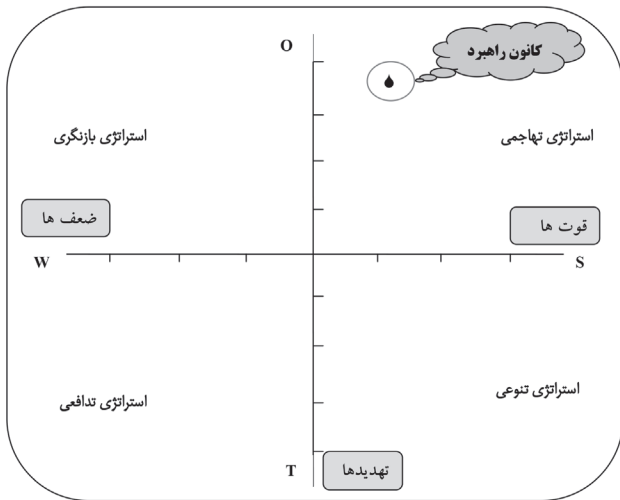 کانون راهبرد
O
استراتژی تهاجمی
استراتژی بازنگری
قوت ها
ضعف ها
S
W
استراتژی تنوعی
استراتژی تدافعی
تهدیدها
T